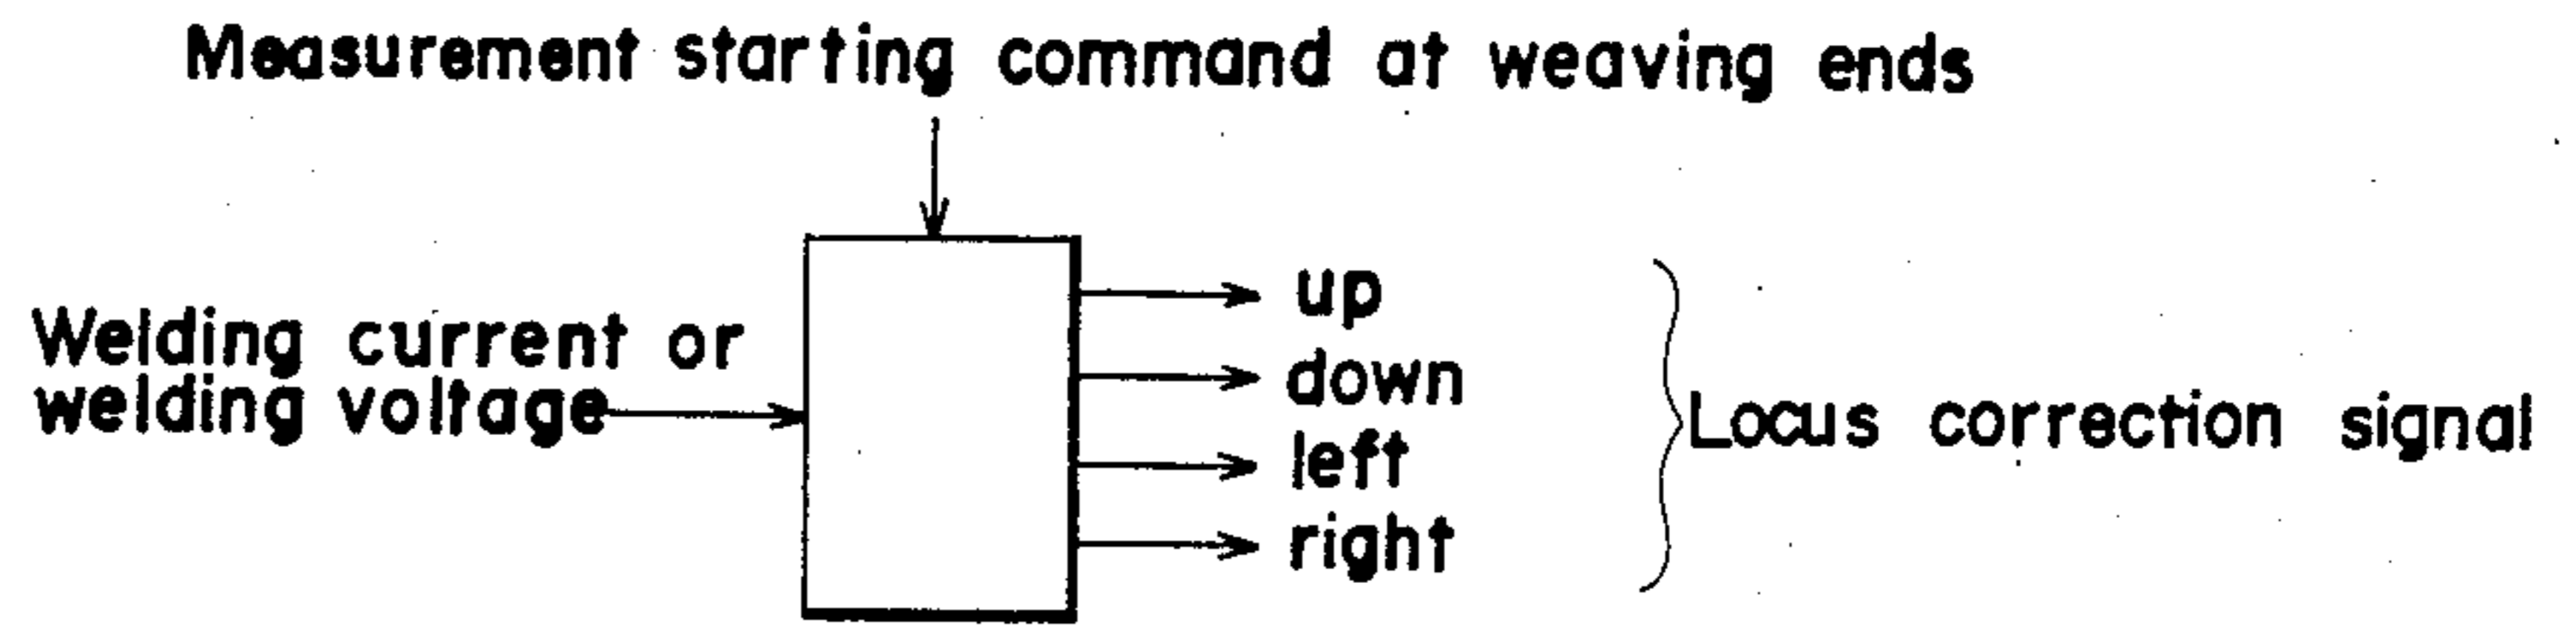 Measurement starting command at weaving ends
Welding current or
welding voltage
up
down
left
right
Locus correction signal